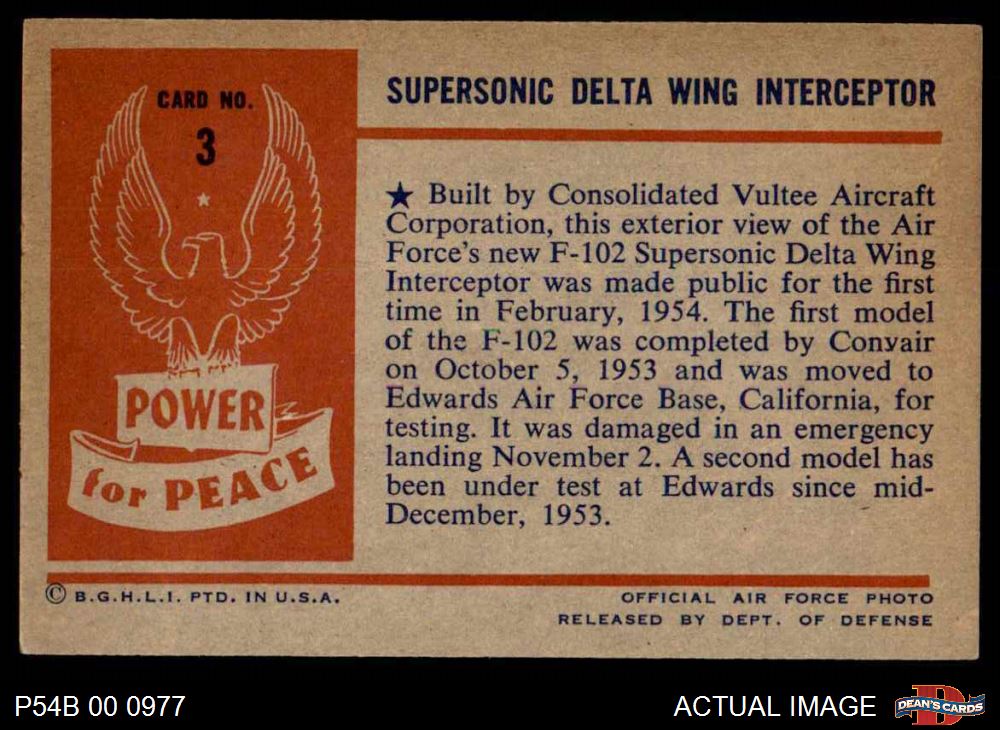 CARD NO.
3
POWER
for PEACE
SUPERSONIC DELTA WING INTERCEPTOR
★ Built by Consolidated Vultee Aircraft
Corporation, this exterior view of the Air
Force's new F-102 Supersonic Delta Wing
Interceptor was made public for the first
time in February, 1954. The first model
of the F-102 was completed by Convair
on October 5, 1953 and was moved to
Edwards Air Force Base, California, for
testing. It was damaged in an emergency
landing November 2. A second model has
been under test at Edwards since mid-
December, 1953.
© B.G.H.L.I. PTD. IN U.S.A.
OFFICIAL AIR FORCE PHOTO
RELEASED BY DEPT. OF DEFENSE
P54B 00 0977
ACTUAL IMAGE
D
DEAN'S CARDS